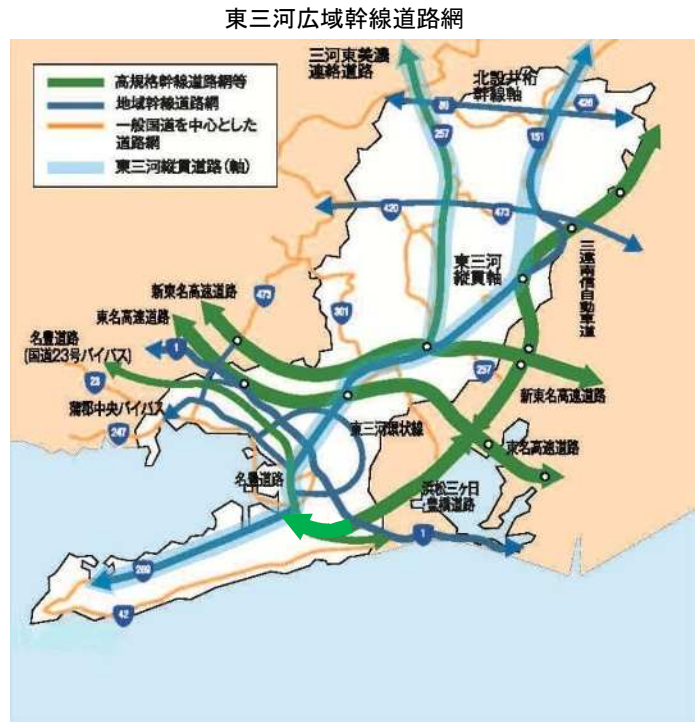 東三河広域幹線道路網
高規格幹線道路網等
地域幹線道路網
一般国道を中心とした
道路網
東三河縦貫道路(軸)
三河東美濃
連絡道路
北設井桁
幹線軸
89
426
257
151
420
473
東三河
縦貫軸
三遠南信自動車道
新東名高速道路
473
東名高速道路
301
名豊道路
(国道23号バイパス)
1
23
257
新東名高速道路
蒲郡中央バイパス
247
東三河環状線
東名高速道路
名豊道路
浜松三ケ日
豊橋道路
1
259
42